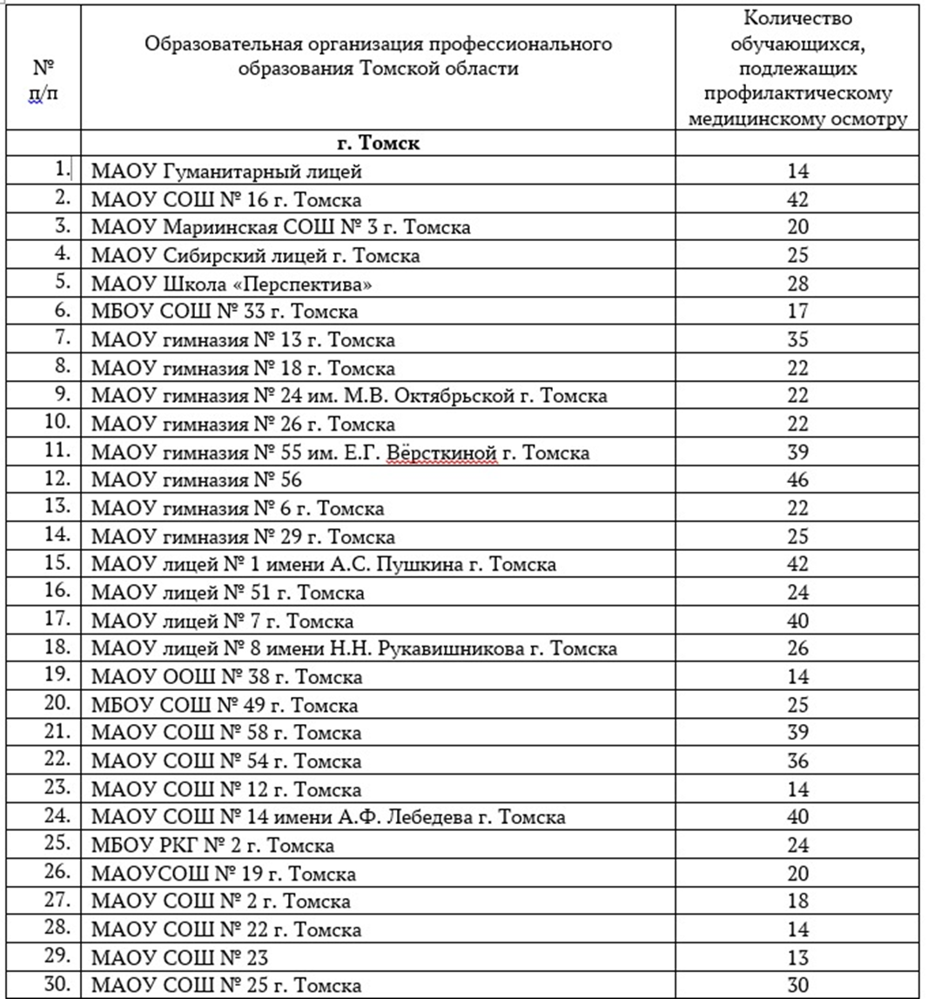 №
п/п
Образовательная организация профессионального
образования Томской области
Количество
обучающихся,
подлежащих
профилактическому
медицинскому осмотру
г. Томск
1. МАОУ Гуманитарный лицей 14
2. МАОУ СОШ № 16 г. Томска 42
3. МАОУ Мариинская СОШ № 3 г. Томска 20
4. МАОУ Сибирский лицей г. Томска 25
5. МАОУ Школа «Перспектива» 28
6. МБОУ СОШ № 33 г. Томска 17
7. МАОУ гимназия № 13 г. Томска 35
8. МАОУ гимназия № 18 г. Томска 22
9. МАОУ гимназия № 24 им. М.В. Октябрьской г. Томска 22
10. МАОУ гимназия № 26 г. Томска 22
11. МАОУ гимназия № 55 им. Е.Г. Вёрсткиной г. Томска 39
12. МАОУ гимназия № 56 46
13. МАОУ гимназия № 6 г. Томска 22
14. МАОУ гимназия № 29 г. Томска 25
15. МАОУ лицей № 1 имени А.С. Пушкина г. Томска 42
16. МАОУ лицей № 51 г. Томска 24
17. МАОУ лицей № 7 г. Томска 40
18. МАОУ лицей № 8 имени Н.Н. Рукавишникова г. Томска 26
19. МАОУ ООШ № 38 г. Томска 14
20. МБОУ СОШ № 49 г. Томска 25
21. МАОУ СОШ № 58 г. Томска 39
22. МАОУ СОШ № 54 г. Томска 36
23. МАОУ СОШ № 12 г. Томска 14
24. МАОУ СОШ № 14 имени А.Ф. Лебедева г. Томска 40
25. МБОУ РКГ № 2 г. Томска 24
26. МАОУСОШ № 19 г. Томска 20
27. МАОУ СОШ № 2 г. Томска 18
28. МАОУ СОШ № 22 г. Томска 14
29. МАОУ СОШ № 23 13
30. МАОУ СОШ № 25 г. Томска 30